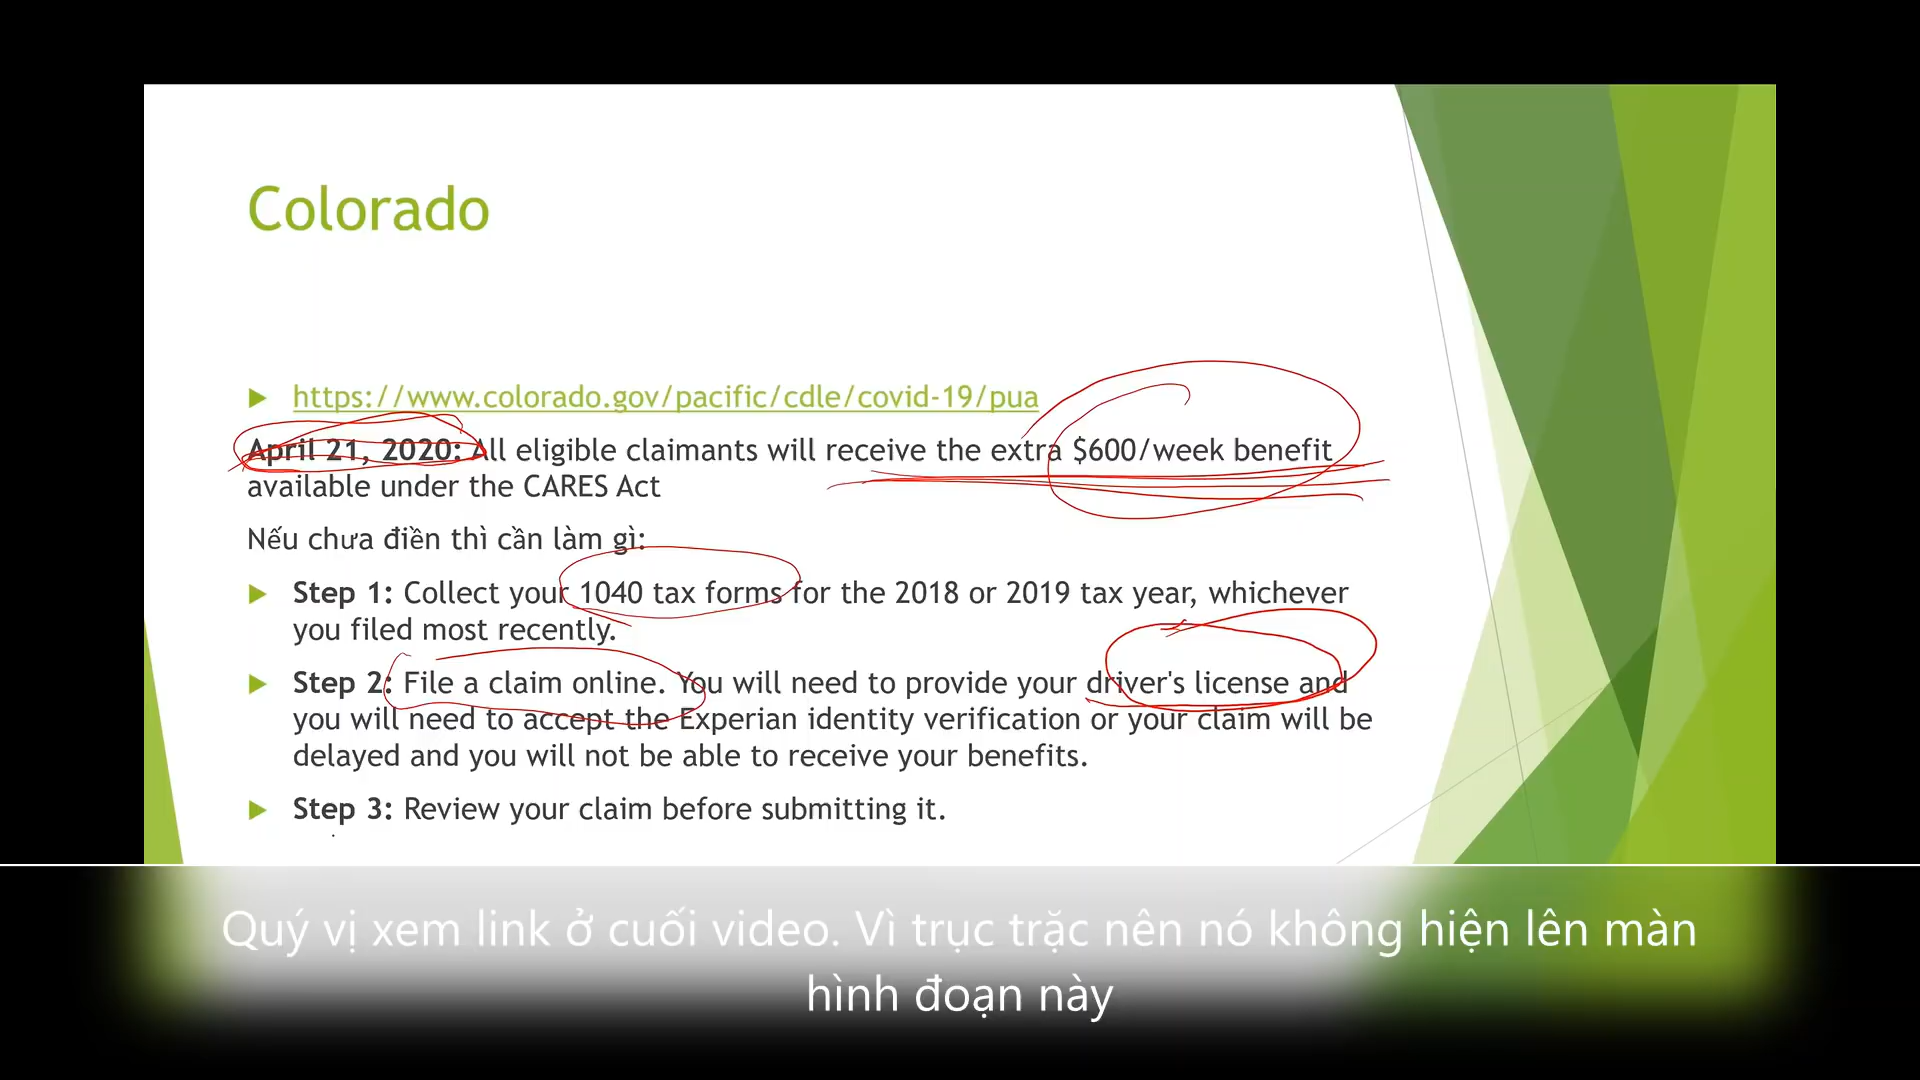 Colorado
https://www.colorado.gov/pacific/cdle/covid-19/pua
April 21, 2020: All eligible claimants will receive the extra $600/week benefit
available under the CARES Act
Nếu chưa điền thì cần làm gì:
Step 1: Collect your 1040 tax forms for the 2018 or 2019 tax year, whichever
you filed most recently.
Step 2: File a claim online. You will need to provide your driver's license and
you will need to accept the Experian identity verification or your claim will be
delayed and you will not be able to receive your benefits.
Step 3: Review your claim before submitting it.
Quý vị xem link ở cuối video. Vì trục trặc nên nó không hiện lên màn
hình đoạn này